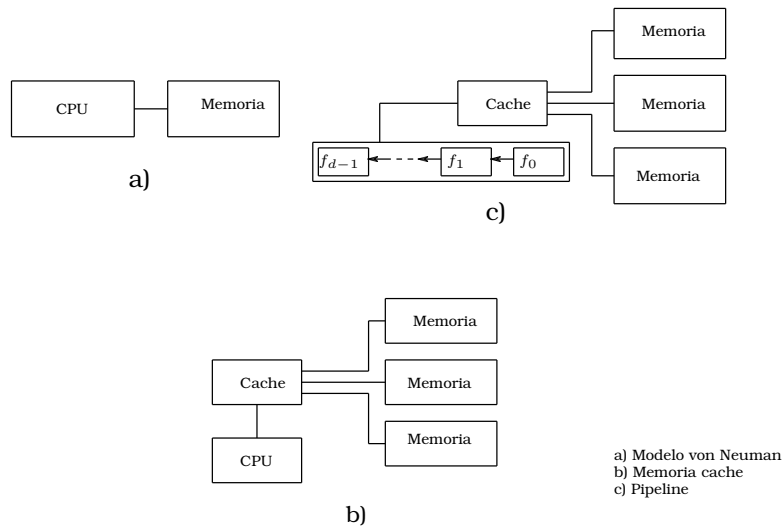 CPU
Memoria
a)
Cache
Memoria
Memoria
Memoria
f_{d−1}
f_1
f_0
c)
Cache
CPU
Memoria
Memoria
Memoria
b)
a) Modelo von Neuman
b) Memoria cache
c) Pipeline